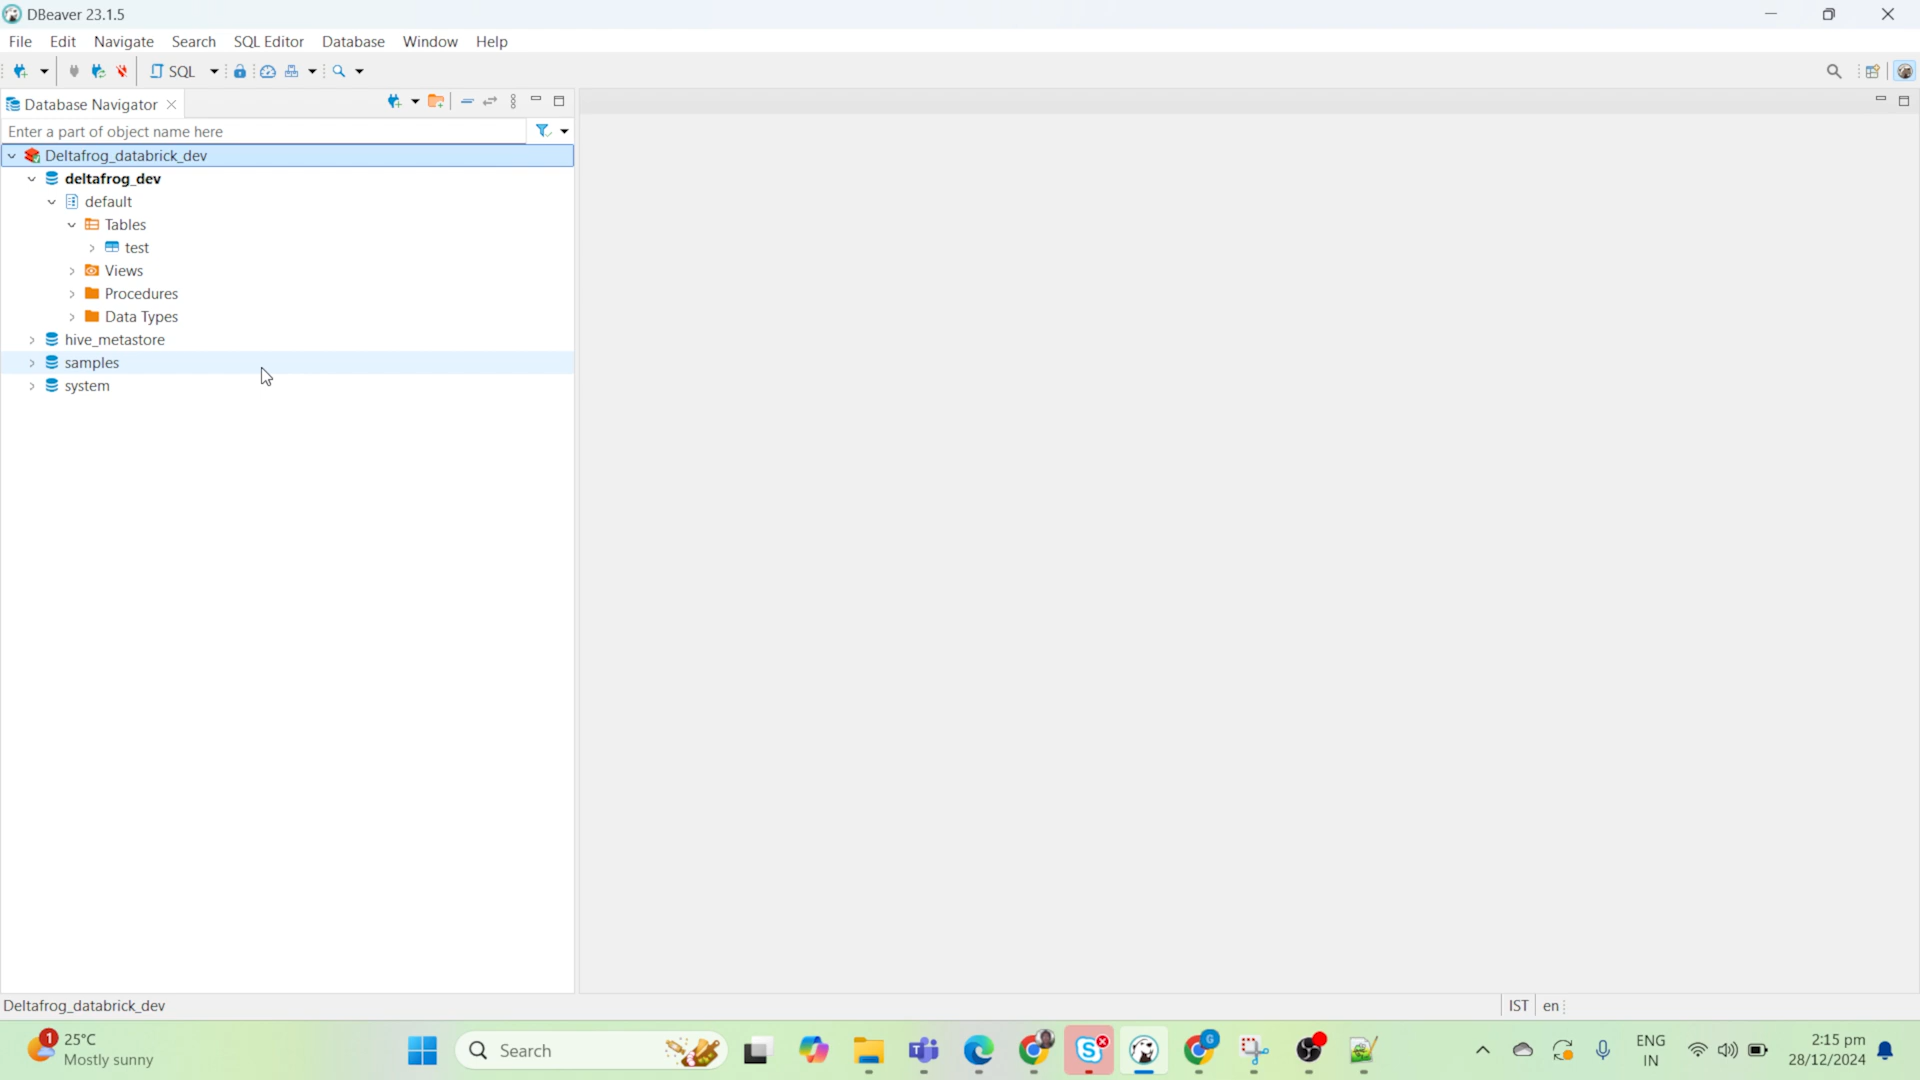 DBeaver 23.1.5
File Edit Navigate Search SQL Editor Database Window Help
SQL
Database Navigator
Enter a part of object name here
Deltafrog_databrick_dev
deltafrog_dev
default
Tables
test
Views
Procedures
Data Types
hive_metastore
samples
system
Deltafrog_databrick_dev IST en
1 25°C
Mostly sunny
Search
G
ENG
IN
2:15 pm
28/12/2024